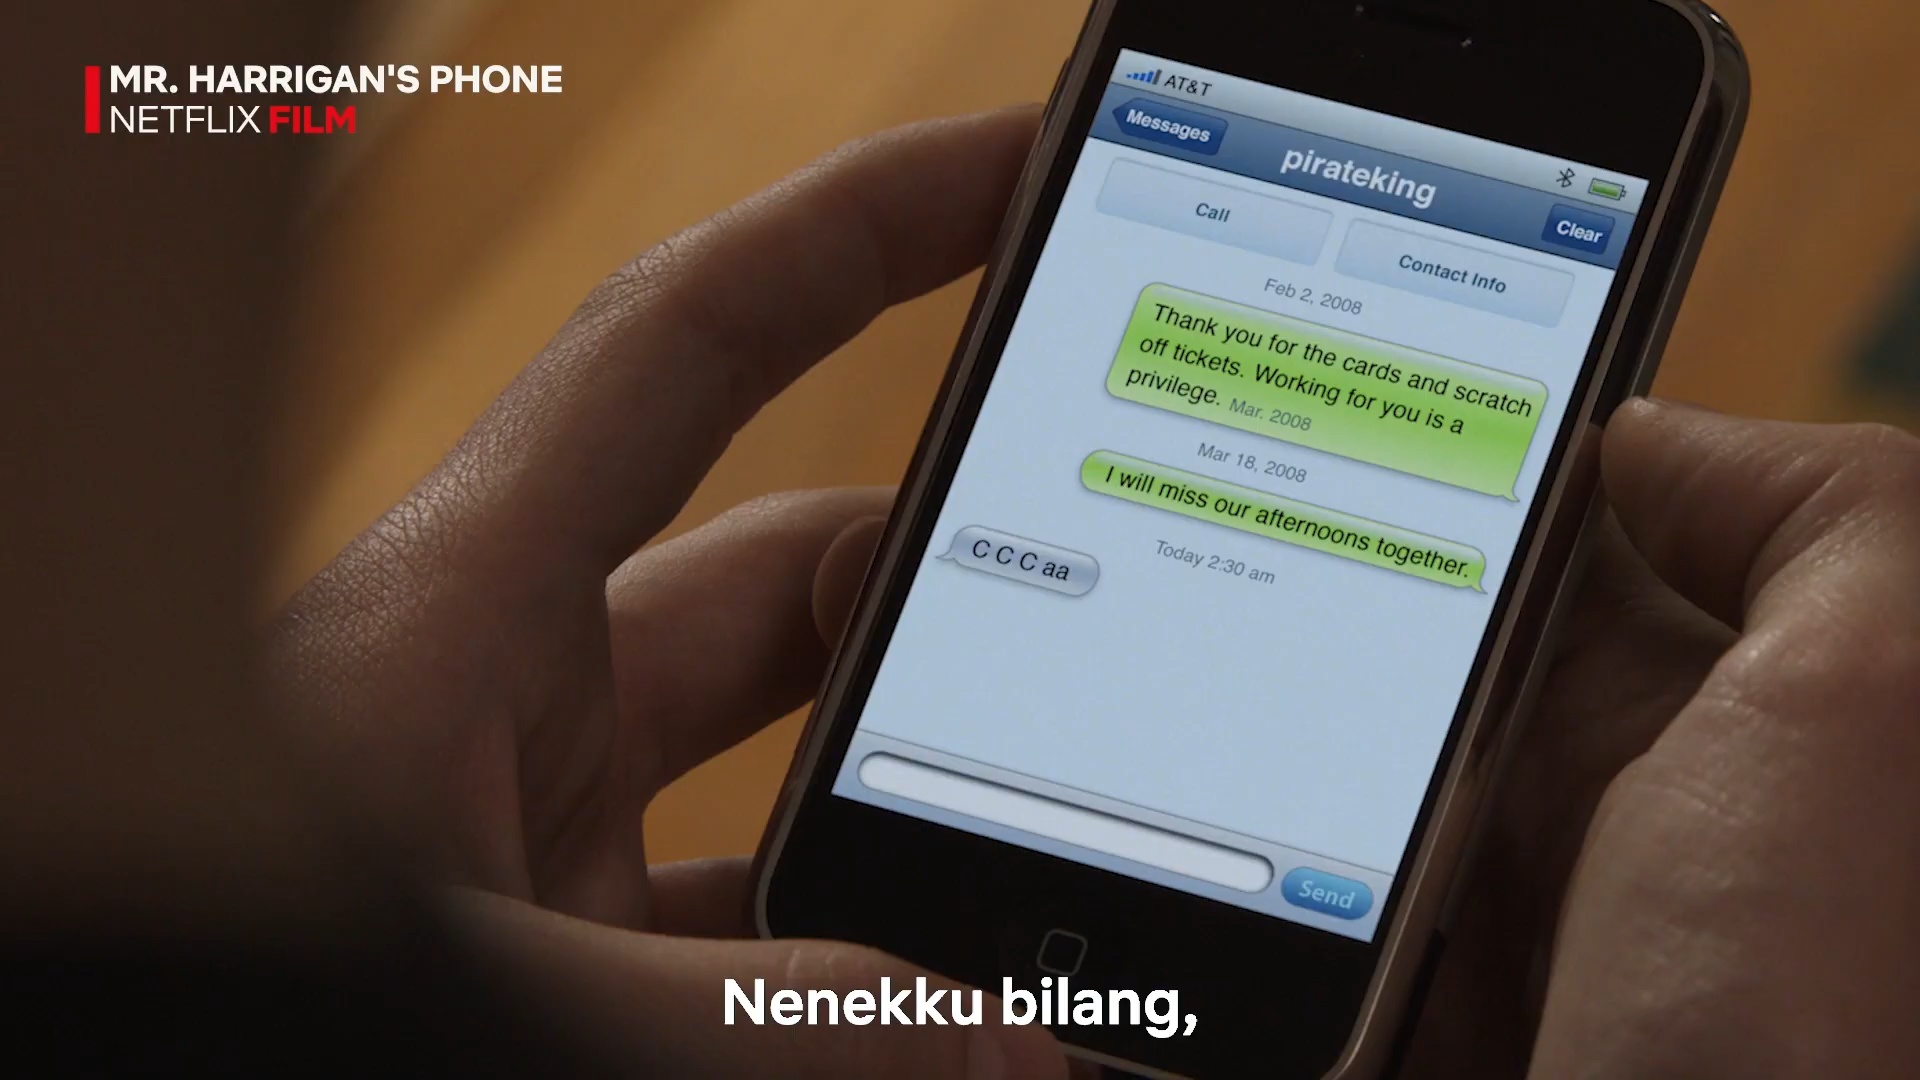 MR. HARRIGAN'S PHONE
NETFLIX FILM
AT&T
Messages
pirateking
Clear
Call
Contact Info
Feb 2, 2008
Thank you for the cards and scratch
off tickets. Working for you is a
privilege. Mar. 2008
Mar 18, 2008
I will miss our afternoons together.
Today 2:30 am
C C C aa
Send
Nenekku bilang,